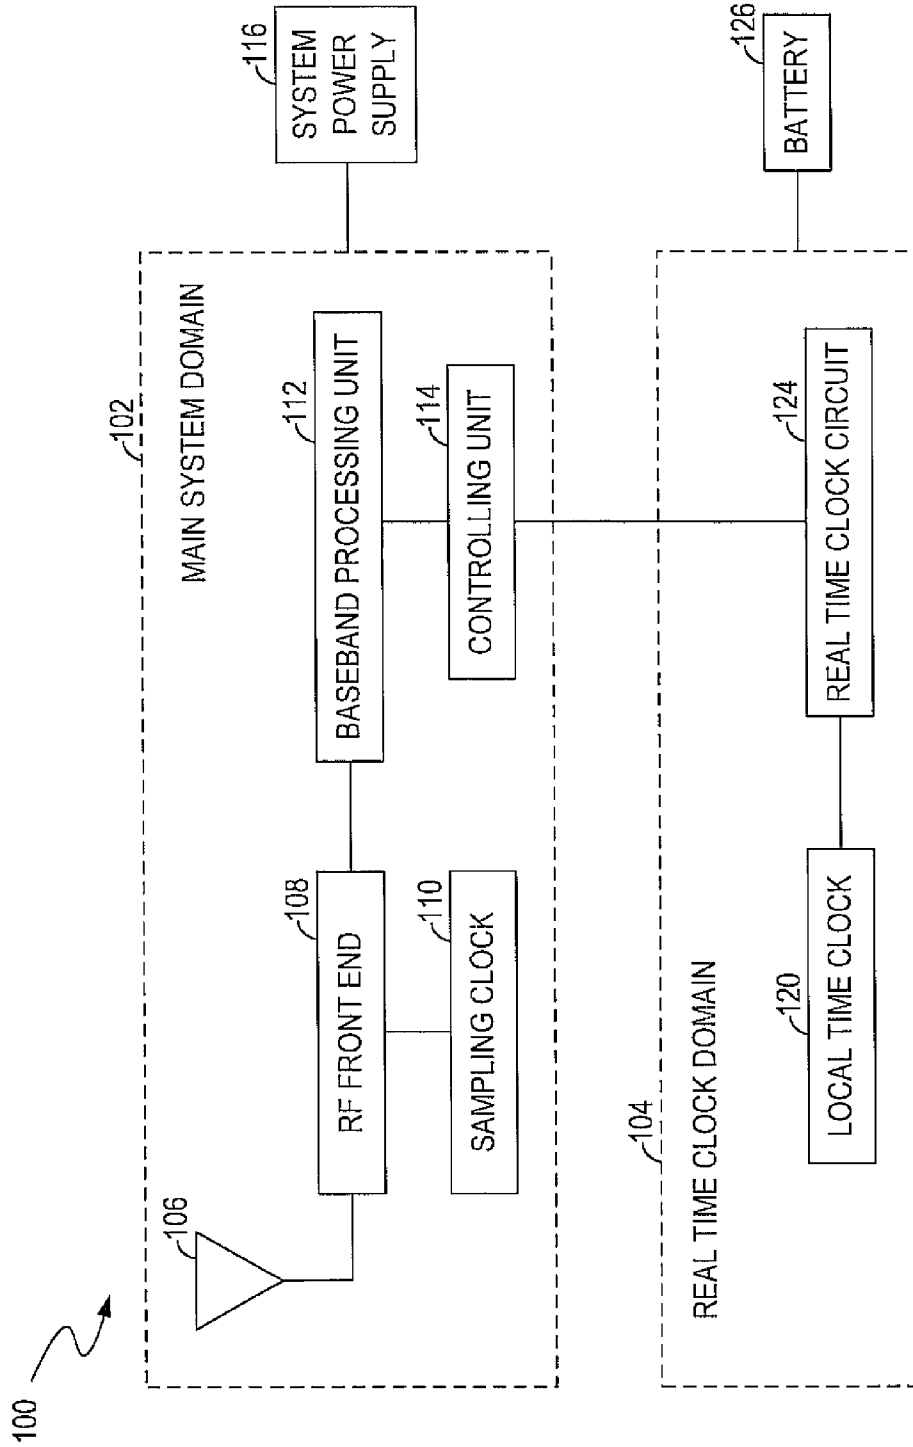 100
102
MAIN SYSTEM DOMAIN
106
108
RF FRONT END
110
SAMPLING CLOCK
112
BASEBAND PROCESSING UNIT
114
CONTROLLING UNIT
116
SYSTEM
POWER
SUPPLY
104
REAL TIME CLOCK DOMAIN
120
LOCAL TIME CLOCK
124
REAL TIME CLOCK CIRCUIT
126
BATTERY